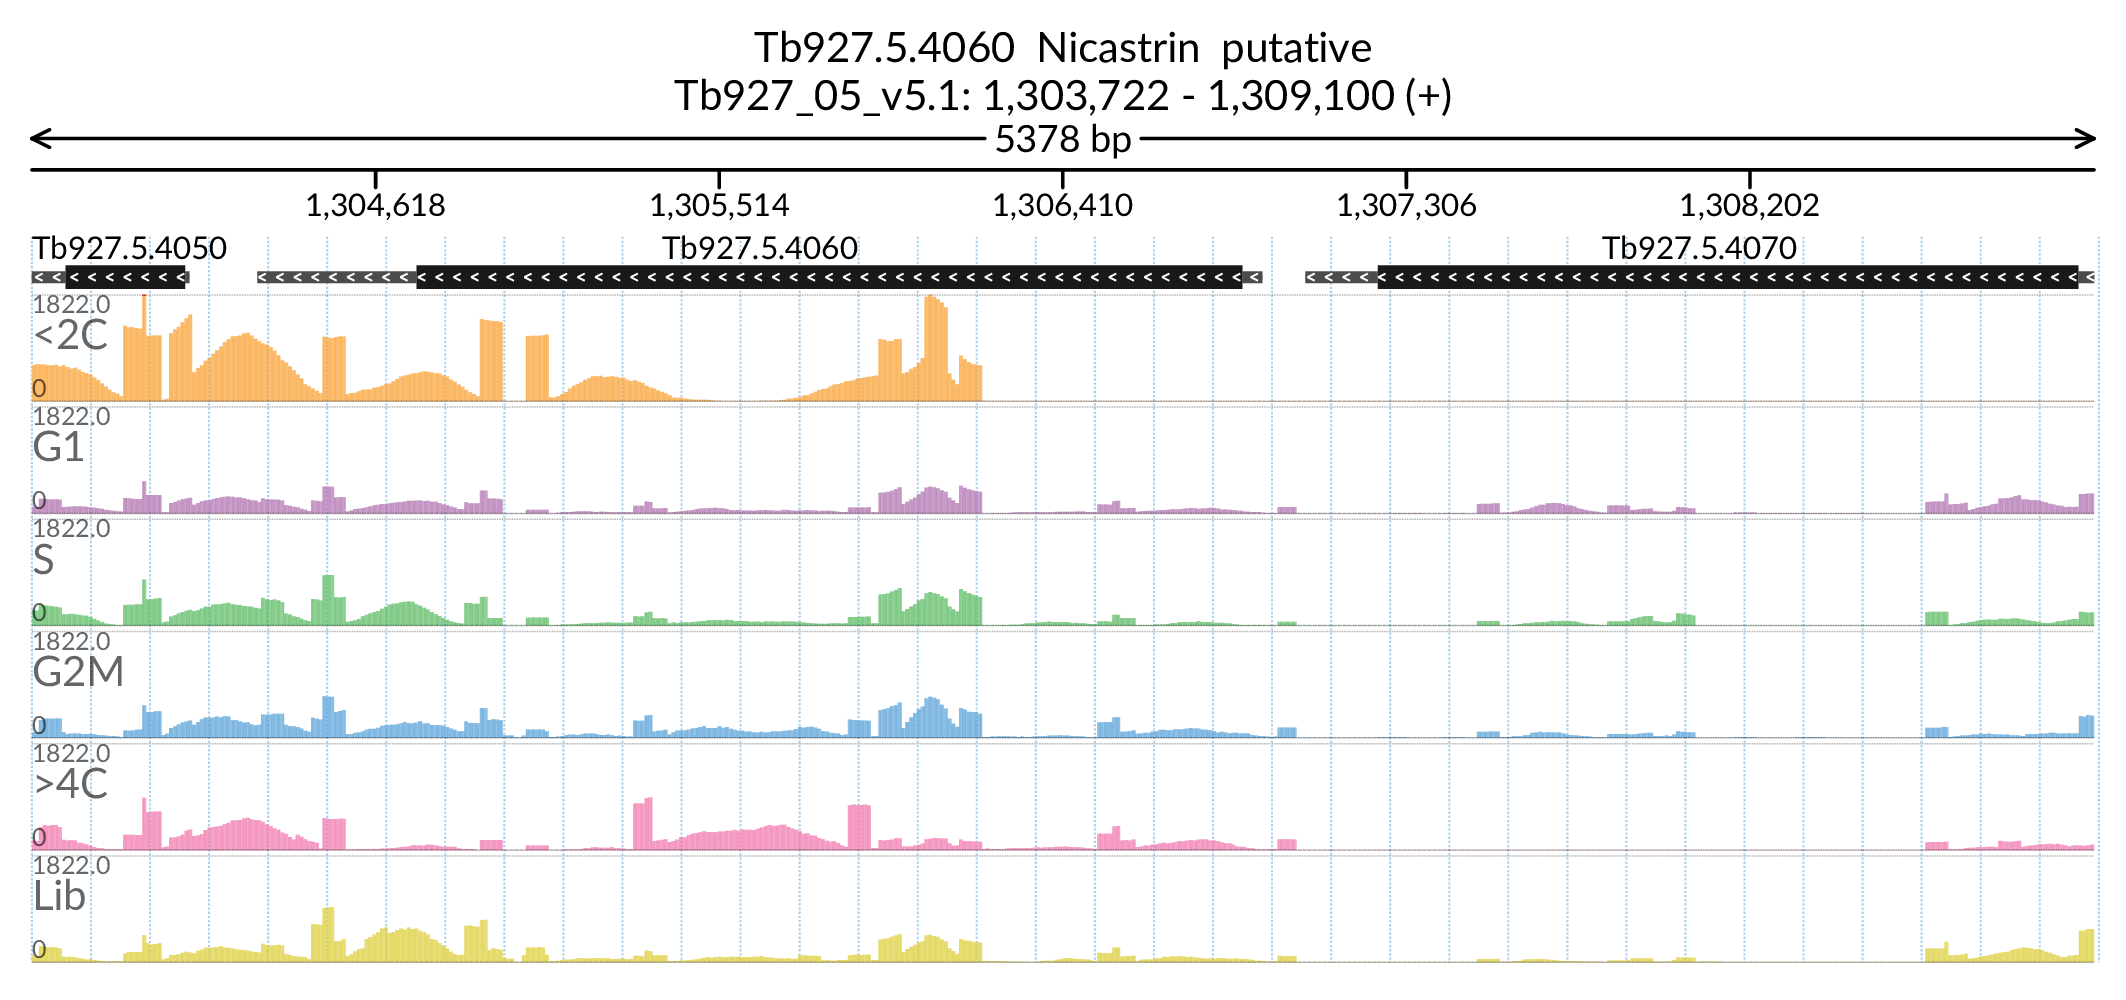 Tb927.5.4060 Nicastrin putative
Tb927_05_v5.1: 1,303,722 - 1,309,100 (+)
5378 bp
1,304,618 1,305,514 1,306,410 1,307,306 1,308,202
Tb927.5.4050 Tb927.5.4060 Tb927.5.4070
1822.0
<2C
0
1822.0
G1
0
1822.0
S
0
1822.0
G2M
0
1822.0
>4C
0
1822.0
Lib
0